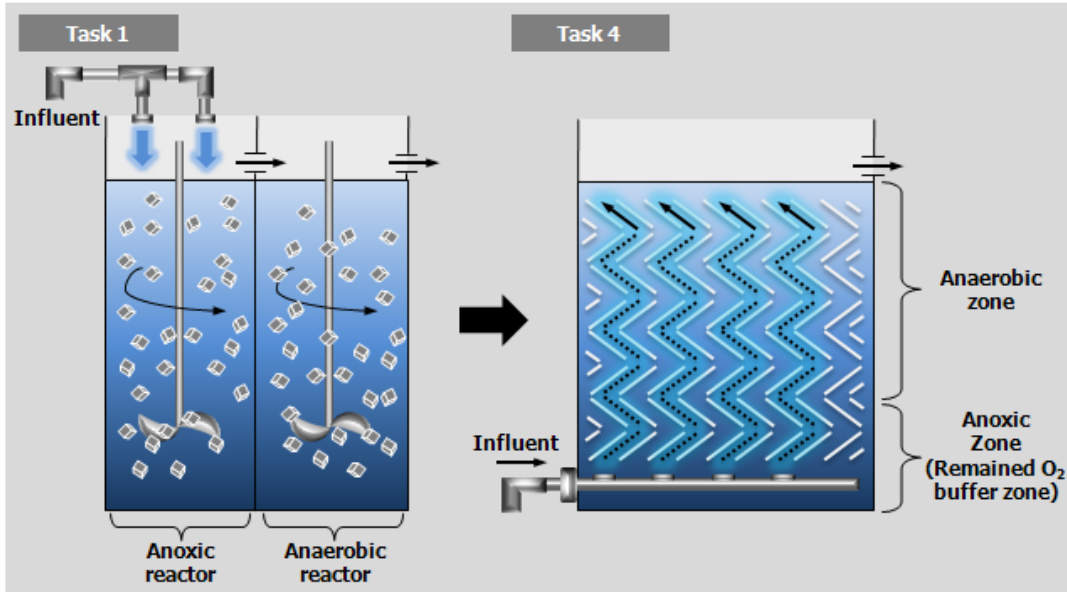 Task 1
Influent
Anoxic
reactor
Anaerobic
reactor
Task 4
Influent
Anaerobic
zone
Anoxic
Zone
(Remained O₂
buffer zone)